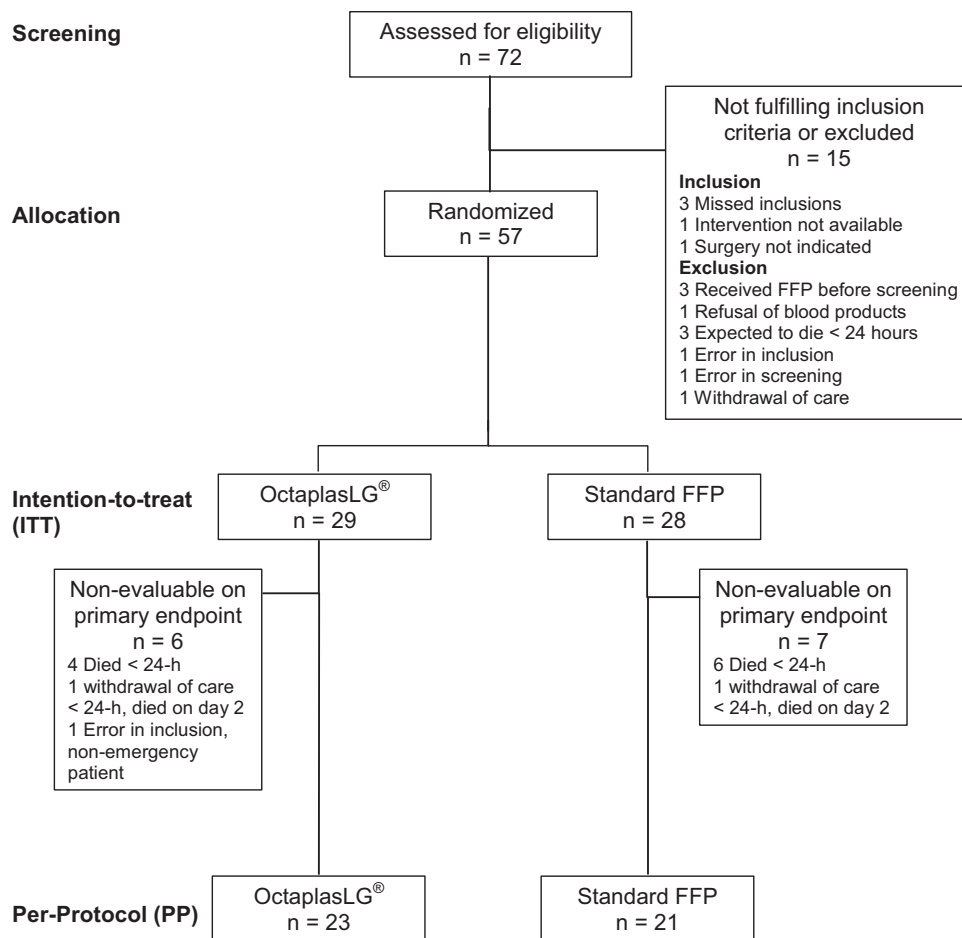 Screening
Assessed for eligibility
n = 72
Not fulfilling inclusion
criteria or excluded
n = 15
Inclusion
3 Missed inclusions
1 Intervention not available
1 Surgery not indicated
Exclusion
3 Received FFP before screening
1 Refusal of blood products
3 Expected to die < 24 hours
1 Error in inclusion
1 Error in screening
1 Withdrawal of care
Allocation
Randomized
n = 57
Intention-to-treat
(ITT)
OctaplasLG®
n = 29
Standard FFP
n = 28
Non-evaluable on
primary endpoint
n = 6
4 Died < 24-h
1 withdrawal of care
< 24-h, died on day 2
1 Error in inclusion,
non-emergency
patient
Non-evaluable on
primary endpoint
n = 7
6 Died < 24-h
1 withdrawal of care
< 24-h, died on day 2
Per-Protocol (PP)
OctaplasLG®
n = 23
Standard FFP
n = 21